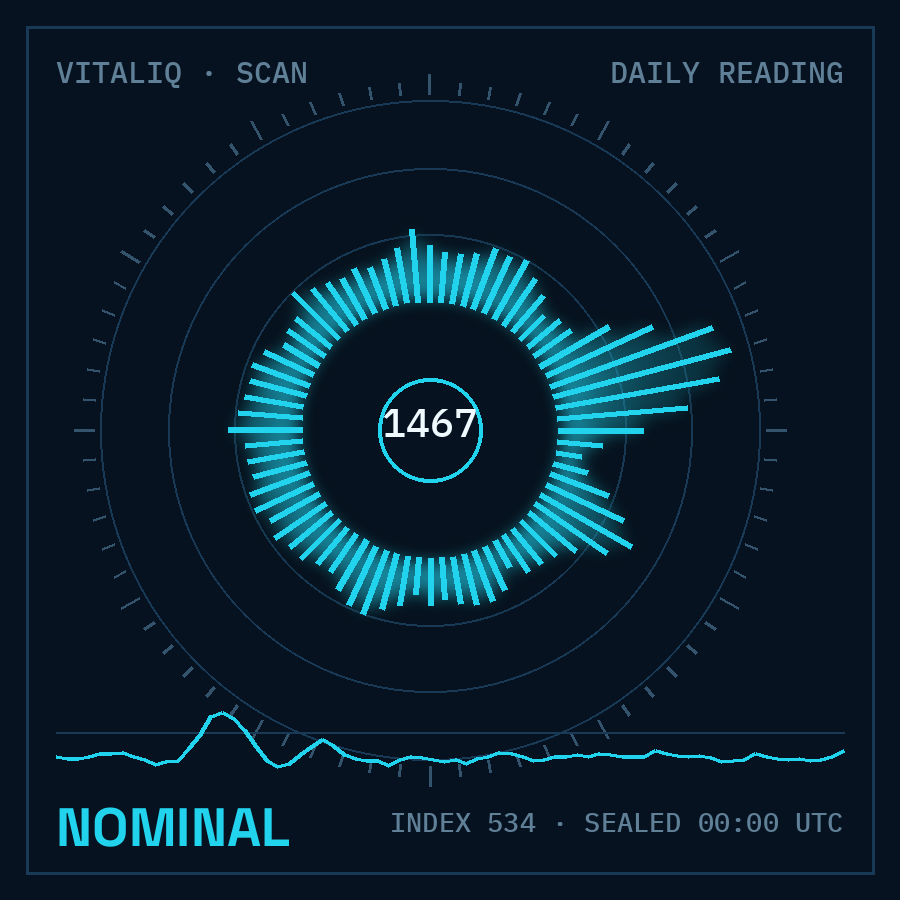 VITALIQ · SCAN
DAILY READING
1467
NOMINAL
INDEX 534 · SEALED 00:00 UTC